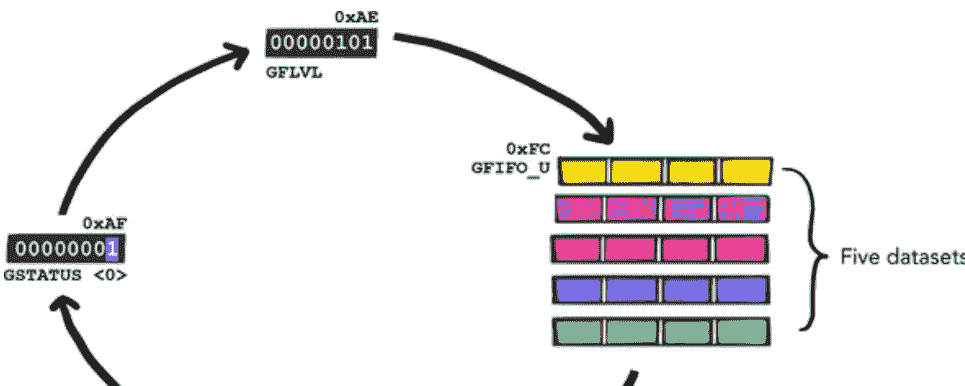 0xAE
00000101
GFLVL
0xFC
GFIFO_U
0xAF
00000001
GSTATUS <0>
Five datasets